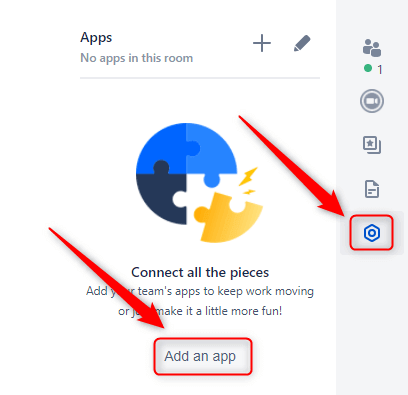 Apps
No apps in this room
1
Connect all the pieces
Add your team's apps to keep work moving
or just make it a little more fun!
Add an app